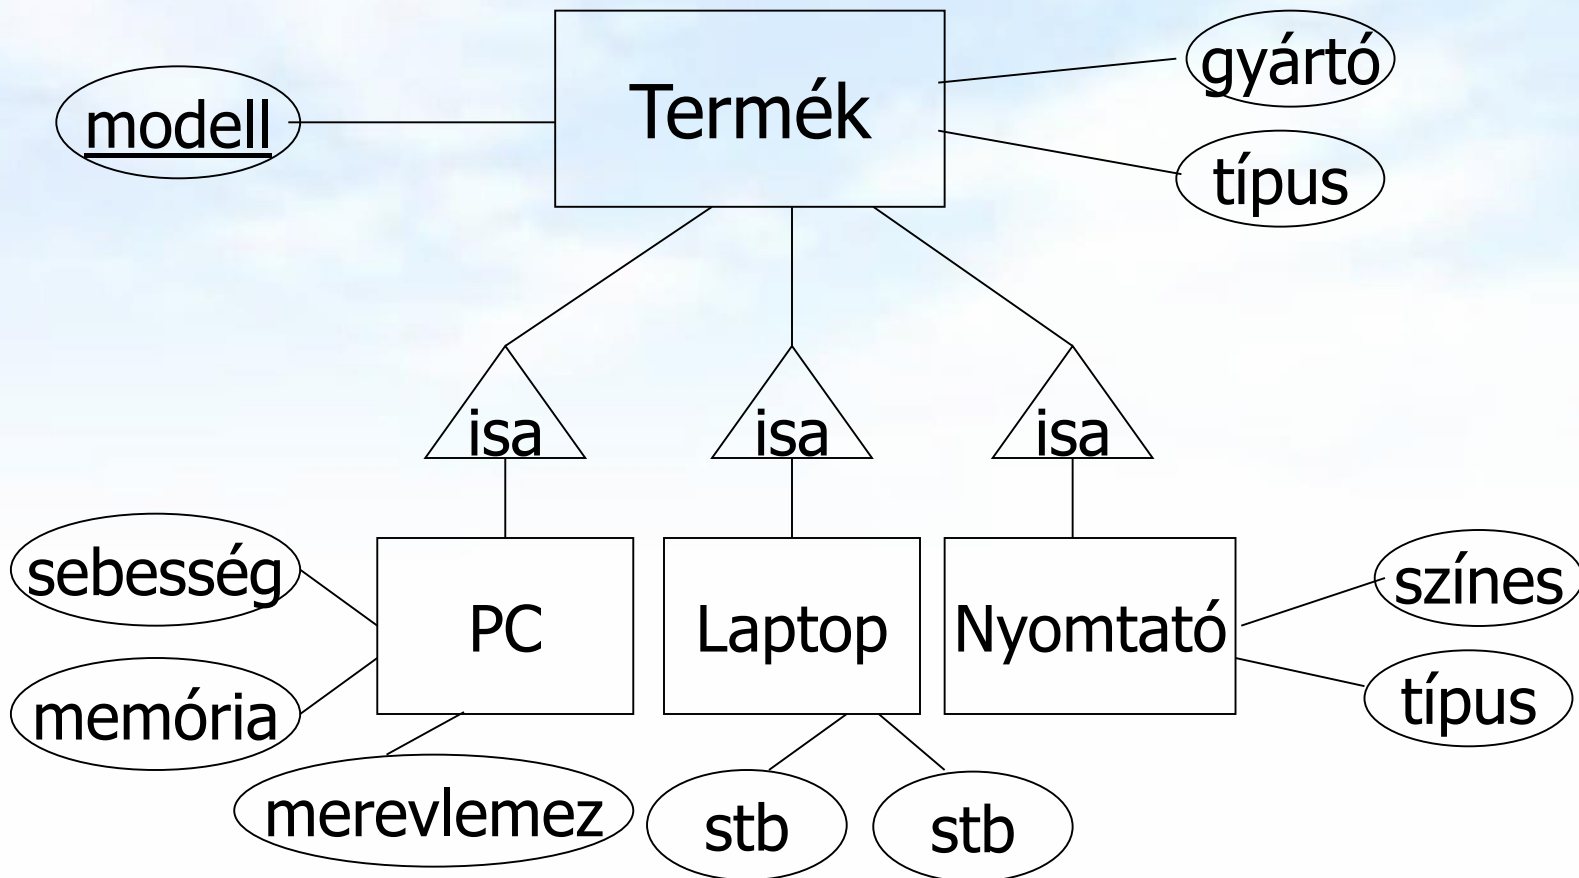 gyártó
modell
Termék
típus
isa
isa
isa
sebesség
PC
Laptop
Nyomtató
színes
memória
típus
merevlemez
stb
stb